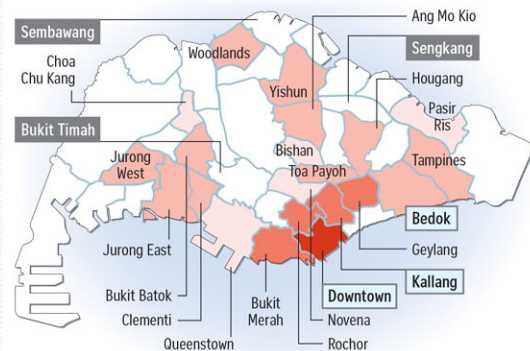 Ang Mo Kio
Sembawang
Woodlands
Sengkang
Choa
Chu Kang
Hougang
Yishun
Pasir
Ris
Bukit Timah
Bishan
Jurong
West
Toa Payoh
Tampines
Bedok
Jurong East
Geylang
Kallang
Bukit Batok
Bukit
Merah
Downtown
Clementi
Novena
Queenstown
Rochor